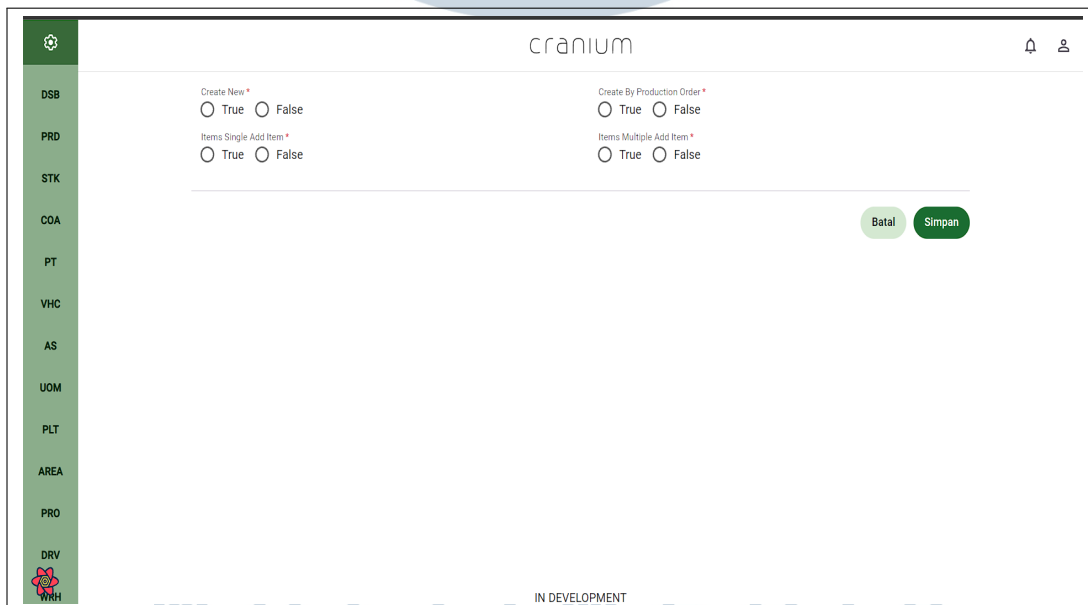 cranium
DSB
PRD
STK
COA
PT
VHC
AS
UOM
PLT
AREA
PRO
DRV
WRH
Create New *
True False
Create By Production Order *
True False
Items Single Add Item *
True False
Items Multiple Add Item *
True False
Batal Simpan
IN DEVELOPMENT